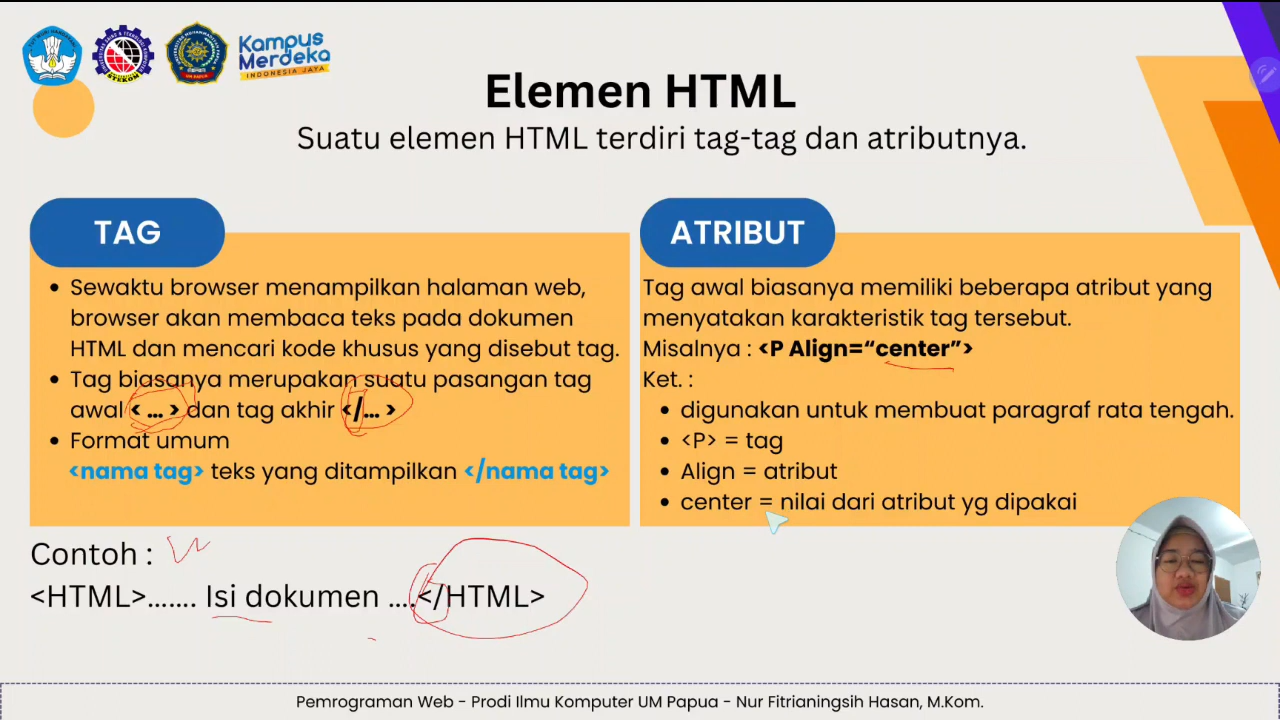 Kampus
Merdeka
INDONESIA JAYA
Elemen HTML
Suatu elemen HTML terdiri tag-tag dan atributnya.
TAG
Sewaktu browser menampilkan halaman web,
browser akan membaca teks pada dokumen
HTML dan mencari kode khusus yang disebut tag.
Tag biasanya merupakan suatu pasangan tag
awal < ... > dan tag akhir </... >
Format umum
<nama tag> teks yang ditampilkan </nama tag>
ATRIBUT
Tag awal biasanya memiliki beberapa atribut yang
menyatakan karakteristik tag tersebut.
Misalnya : <P Align=“center”>
Ket. :
digunakan untuk membuat paragraf rata tengah.
<P> = tag
Align = atribut
center = nilai dari atribut yg dipakai
Contoh :
<HTML>....... Isi dokumen ....</HTML>
Pemrograman Web - Prodi Ilmu Komputer UM Papua - Nur Fitrianingsih Hasan, M.Kom.